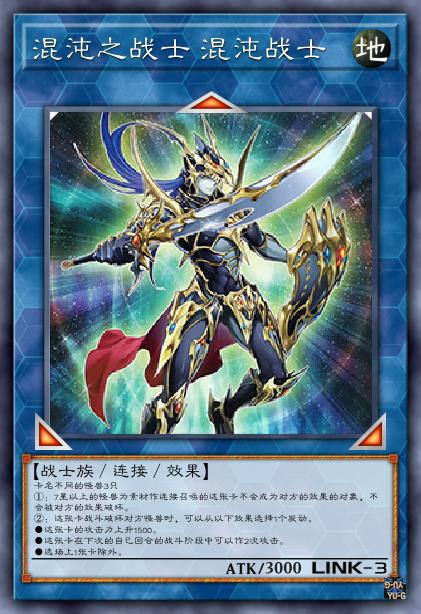 混沌之战士 混沌战士
地
【战士族/连接/效果】
卡名不同的怪兽3只
①：7星以上的怪兽为素材作连接召唤的这张卡不会成为对方的效果的对象，不
会被对方的效果破坏。
②：这张卡战斗破坏对方怪兽时，可以从以下效果选择1个发动。
●这张卡的攻击力上升1500。
●这张卡在下次的自己回合的战斗阶段中可以作2次攻击。
●选场上1张卡除外。
ATK/3000 LINK-3